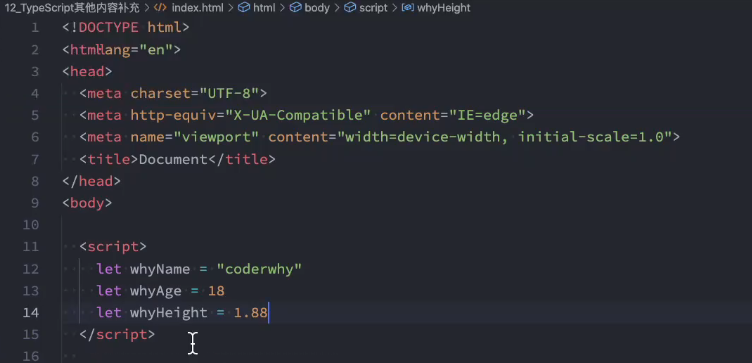 12_TypeScript其他内容补充 > index.html > html > body > script > whyHeight
1 <!DOCTYPE html>
2 <html lang="en">
3 <head>
4 <meta charset="UTF-8">
5 <meta http-equiv="X-UA-Compatible" content="IE=edge">
6 <meta name="viewport" content="width=device-width, initial-scale=1.0">
7 <title>Document</title>
8 </head>
9 <body>
10
11 <script>
12 let whyName = "coderwhy"
13 let whyAge = 18
14 let whyHeight = 1.88
15 </script>
16